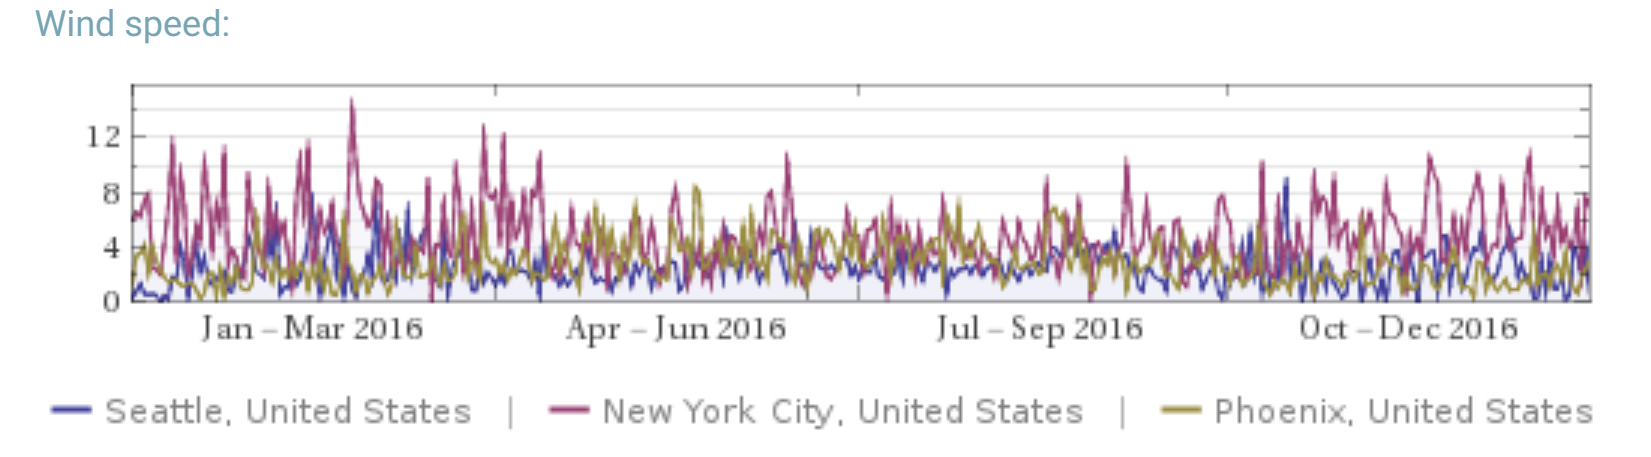 Wind speed:
12
8
4
0
Jan – Mar 2016
Apr – Jun 2016
Jul – Sep 2016
Oct – Dec 2016
Seattle, United States | New York City, United States | Phoenix, United States